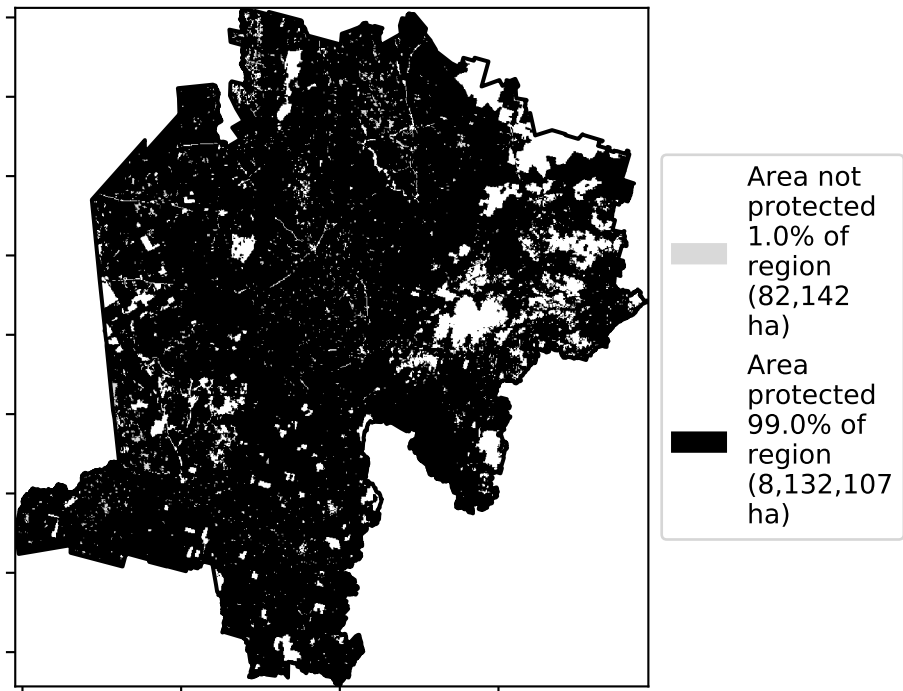 Area not
protected
1.0% of
region
(82,142
ha)
Area
protected
99.0% of
region
(8,132,107
ha)